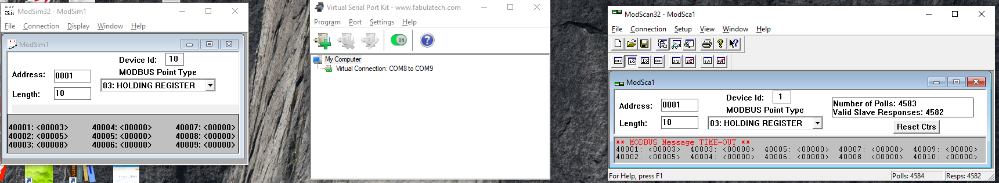 ModSim32 - ModSim1
File Connection Display Window Help
ModSim1
Device Id: 10
Address: 0001
MODBUS Point Type
Length: 10
03: HOLDING REGISTER
40001: <00003> 40004: <00000> 40007: <00000>
40002: <00005> 40005: <00000> 40008: <00000>
40003: <00008> 40006: <00000> 40009: <00000>
Virtual Serial Port Kit - www.fabulatech.com
Program Port Settings Help
ON
My Computer
Virtual Connection: COM8 to COM9
ModScan32 - ModSca1
File Connection Setup View Window Help
ModSca1
Address: 0001
Device Id: 1
MODBUS Point Type
Length: 10
03: HOLDING REGISTER
Number of Polls: 4583
Valid Slave Responses: 4582
Reset Ctrs
** MODBUS Message TIME-OUT **
40001: <00003> 40003: <00008> 40005: <00000> 40007: <00000> 40009: <00000>
40002: <00005> 40004: <00000> 40006: <00000> 40008: <00000> 40010: <00000>
For Help, press F1
Polls: 4584
Resps: 4582